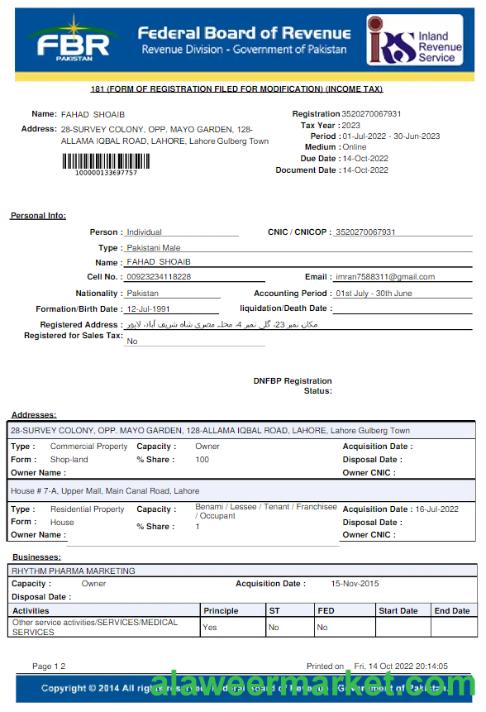 FBR
PAKISTAN
Federal Board of Revenue
Revenue Division - Government of Pakistan
IRS
Inland
Revenue
Service
181 (FORM OF REGISTRATION FILED FOR MODIFICATION) (INCOME TAX)
Name: FAHAD SHOAIB
Address: 28-SURVEY COLONY, OPP. MAYO GARDEN, 128-
ALLAMA IQBAL ROAD, LAHORE, Lahore Gulberg Town
100000133697757
Registration 3520270067931
Tax Year : 2023
Period : 01-Jul-2022 - 30-Jun-2023
Medium : Online
Due Date : 14-Oct-2022
Document Date : 14-Oct-2022
Personal Info:
Person : Individual CNIC / CNICOP : 3520270067931
Type : Pakistani Male
Name : FAHAD SHOAIB
Cell No. : 00923234118228 Email : imran7588311@gmail.com
Nationality : Pakistan Accounting Period : 01st July - 30th June
Formation/Birth Date : 12-Jul-1991 liquidation/Death Date :
Registered Address : مکان نمبر 23، گلی نمبر 4، محلہ مصری شاہ شریف آباد، لاہور
Registered for Sales Tax: No
DNFBP Registration
Status:
Addresses:
28-SURVEY COLONY, OPP. MAYO GARDEN, 128-ALLAMA IQBAL ROAD, LAHORE, Lahore Gulberg Town
Type : Commercial Property Capacity : Owner Acquisition Date :
Form : Shop-land % Share : 100 Disposal Date :
Owner Name : Owner CNIC :
House # 7-A, Upper Mall, Main Canal Road, Lahore
Type : Residential Property Capacity : Benami / Lessee / Tenant / Franchisee / Occupant Acquisition Date : 16-Jul-2022
Form : House % Share : 1 Disposal Date :
Owner Name : Owner CNIC :
Businesses:
RHYTHM PHARMA MARKETING
Capacity : Owner Acquisition Date : 15-Nov-2015
Disposal Date :
Activities Principle ST FED Start Date End Date
Other service activities/SERVICES/MEDICAL SERVICES Yes No No
Page 1 2 Printed on Fri, 14 Oct 2022 20:14:05
Copyright © 2014 All rights reserved Federal Board of Revenue - Government of Pakistan.
alaweermarket.com